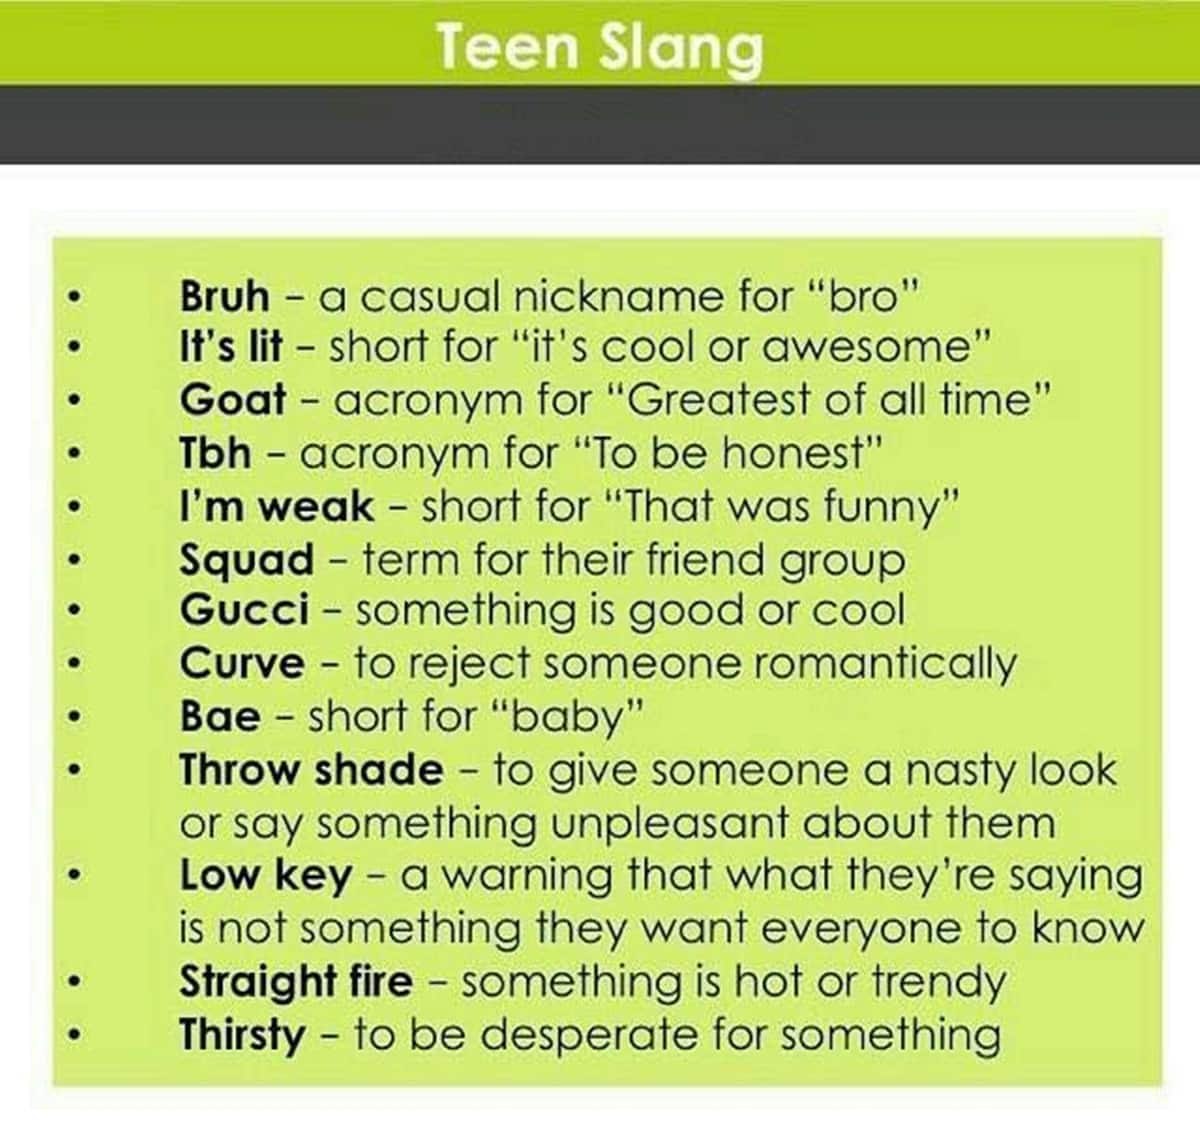 Teen Slang
• Bruh – a casual nickname for “bro”
• It's lit – short for “it's cool or awesome”
• Goat – acronym for “Greatest of all time”
• Tbh – acronym for “To be honest”
• I'm weak – short for “That was funny”
• Squad – term for their friend group
• Gucci – something is good or cool
• Curve – to reject someone romantically
• Bae – short for “baby”
• Throw shade – to give someone a nasty look
or say something unpleasant about them
• Low key – a warning that what they're saying
is not something they want everyone to know
• Straight fire – something is hot or trendy
• Thirsty – to be desperate for something